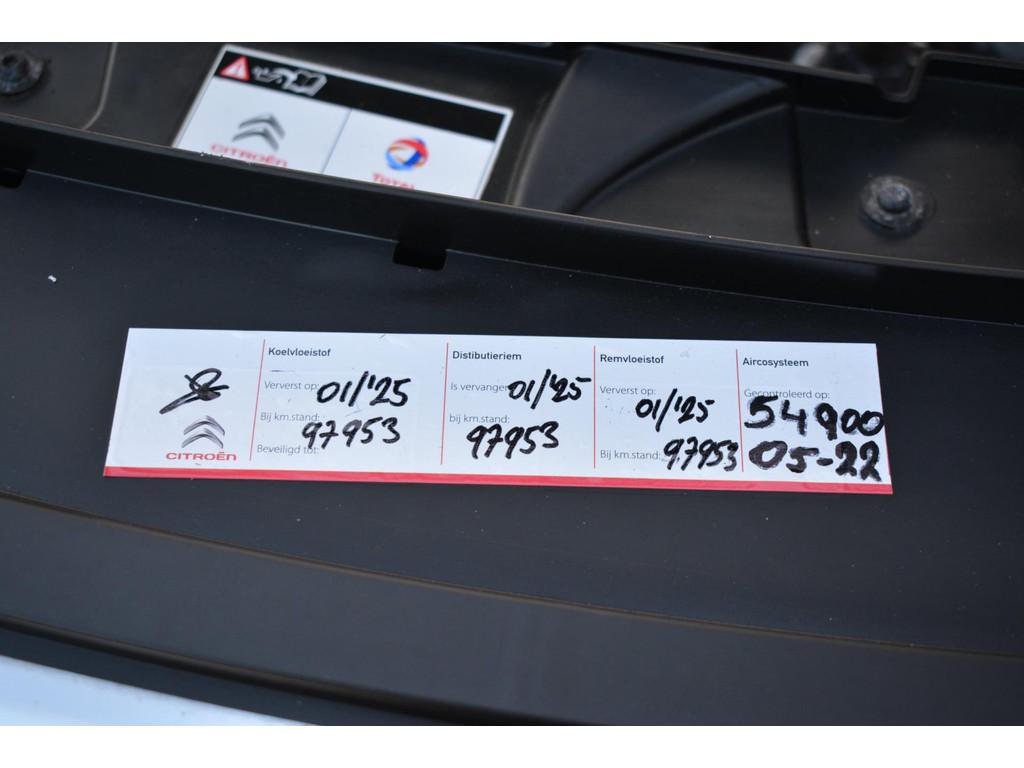 CITROËN
TOTAL
Koelvloeistof
Ververst op: 01/'25
Bij km.stand: 97953
Beveiligd tot:
Distibutieriem
Is vervangen 01/'25
bij km.stand: 97953
Remvloeistof
Ververst op: 01/'25
Bij km.stand: 97953
Aircosysteem
Gecontroleerd op:
54900
05-22
CITROËN